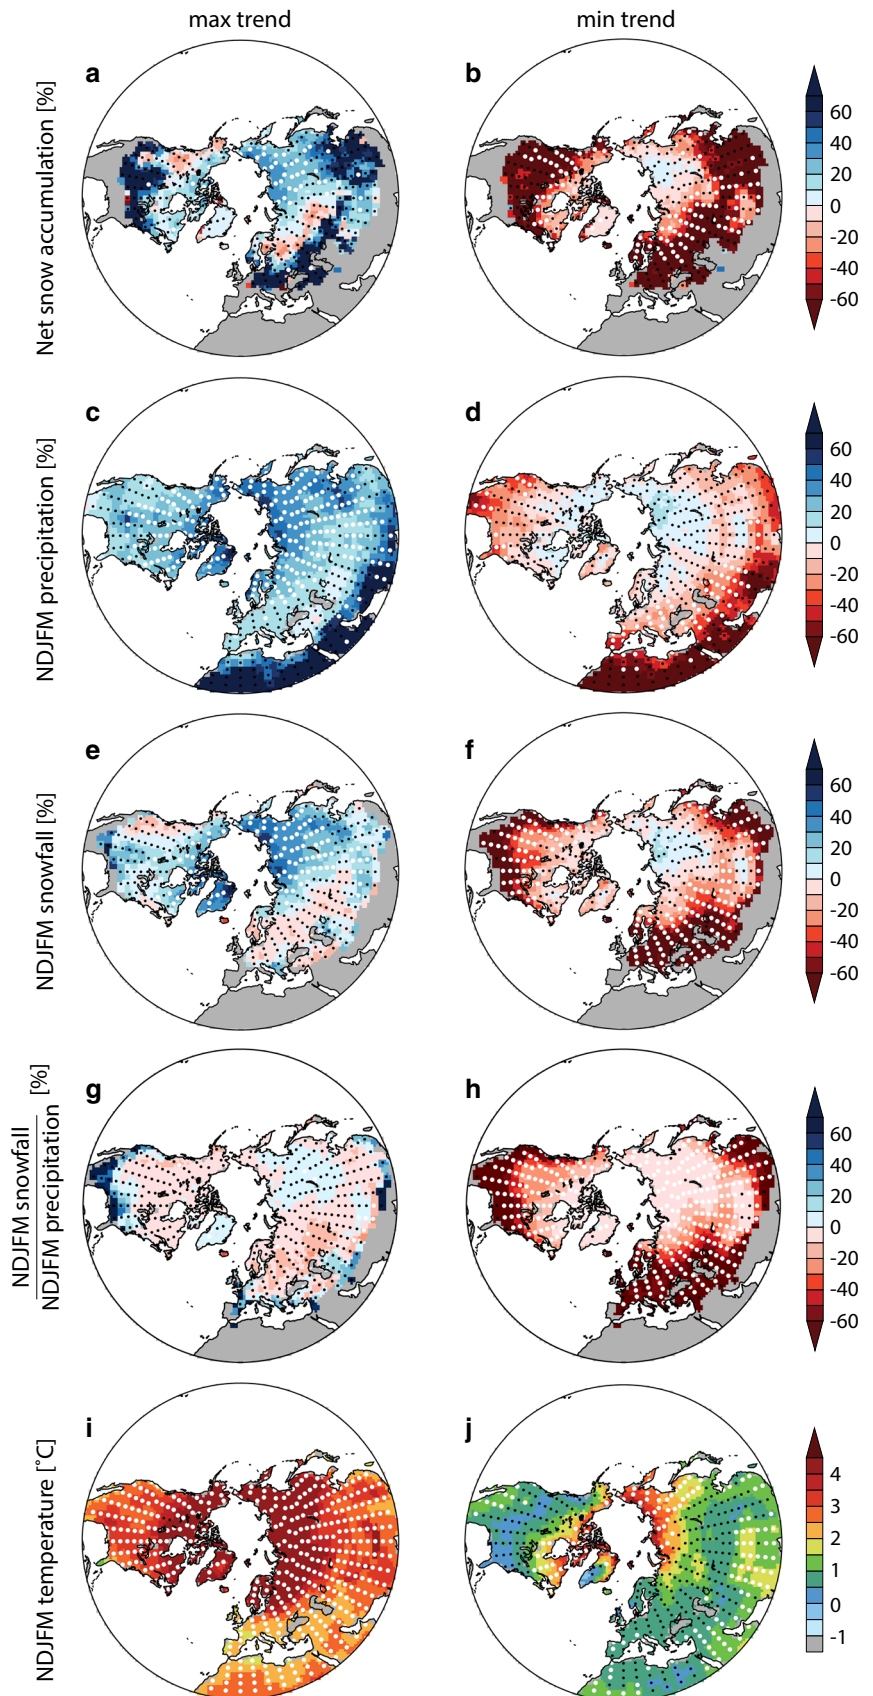 max trend
min trend
a
b
Net snow accumulation [%]
60
40
20
0
-20
-40
-60
c
d
NDJFM precipitation [%]
60
40
20
0
-20
-40
-60
e
f
NDJFM snowfall [%]
60
40
20
0
-20
-40
-60
g
h
NDJFM snowfall
NDJFM precipitation
[%]
60
40
20
0
-20
-40
-60
i
j
NDJFM temperature [˚C]
4
3
2
1
0
-1